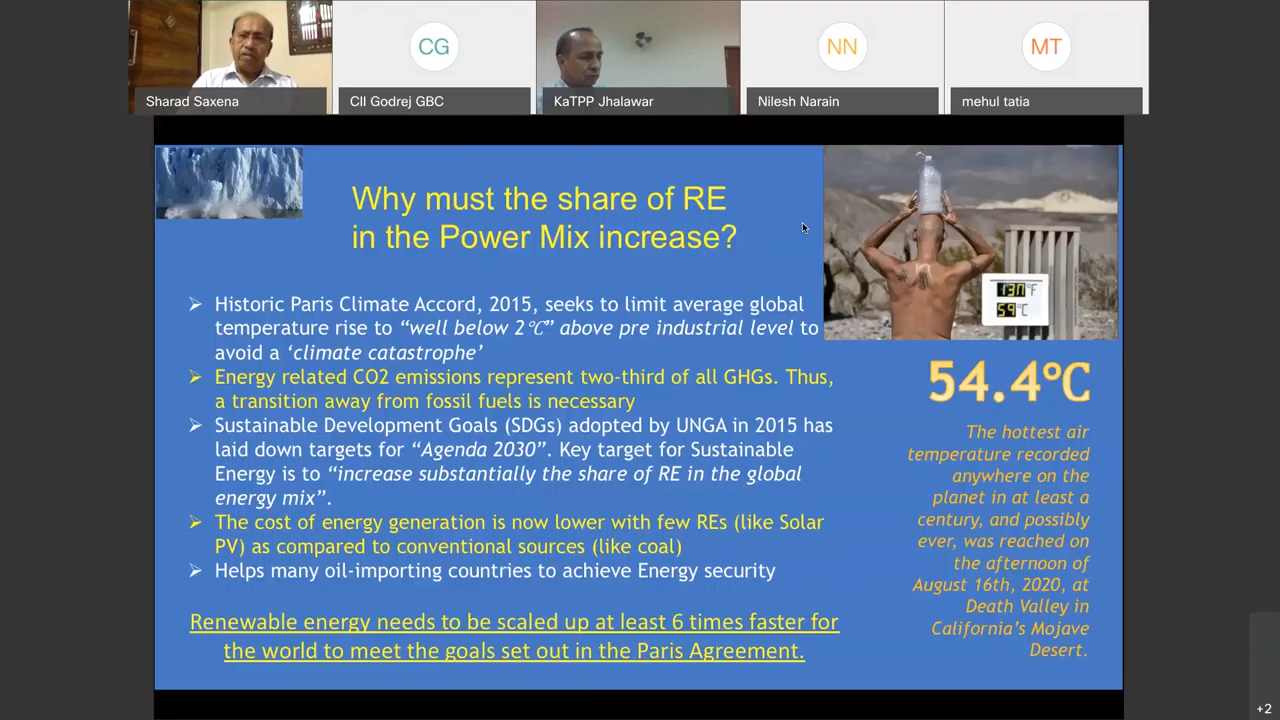 CG
NN
MT
Sharad Saxena
CII Godrej GBC
KaTPP Jhalawar
Nilesh Narain
mehul tatia
Why must the share of RE
in the Power Mix increase?
130°F
59°C
➢ Historic Paris Climate Accord, 2015, seeks to limit average global
temperature rise to “well below 2℃” above pre industrial level to
avoid a ‘climate catastrophe’
➢ Energy related CO2 emissions represent two-third of all GHGs. Thus,
a transition away from fossil fuels is necessary
➢ Sustainable Development Goals (SDGs) adopted by UNGA in 2015 has
laid down targets for “Agenda 2030”. Key target for Sustainable
Energy is to “increase substantially the share of RE in the global
energy mix”.
➢ The cost of energy generation is now lower with few REs (like Solar
PV) as compared to conventional sources (like coal)
➢ Helps many oil-importing countries to achieve Energy security
Renewable energy needs to be scaled up at least 6 times faster for
the world to meet the goals set out in the Paris Agreement.
54.4°C
The hottest air
temperature recorded
anywhere on the
planet in at least a
century, and possibly
ever, was reached on
the afternoon of
August 16th, 2020, at
Death Valley in
California’s Mojave
Desert.
+2